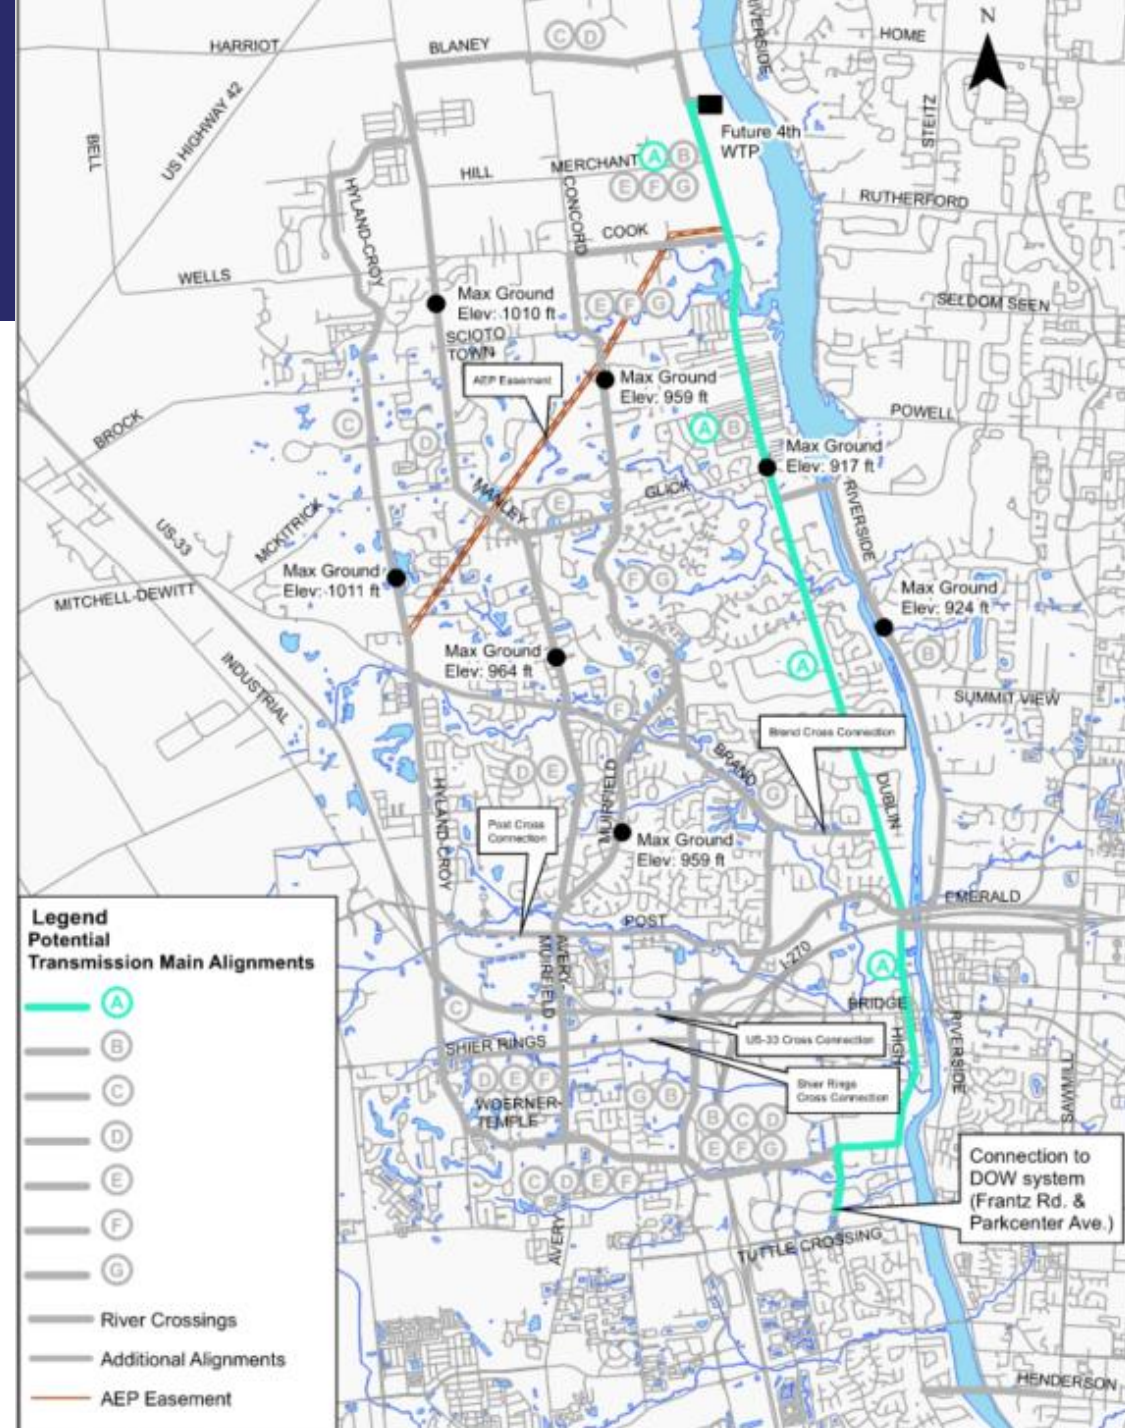 HARRIOT
BLANEY
C D
RIVERSIDE
HOME
N
US HIGHWAY 42
BELL
STEITZ
Future 4th
WTP
HILL
MERCHANT
A B
E F G
HYLAND-CROY
CONCORD
COOK
RUTHERFORD
WELLS
SELDOM SEEN
Max Ground
Elev: 1010 ft
E F G
SCIOTO
TOWN
AEP Easement
Max Ground
Elev: 959 ft
BROCK
C
D
A B
POWELL
Max Ground
Elev: 917 ft
MANLEY
E
GLICK
RIVERSIDE
US-33
MCKITRICK
Max Ground
Elev: 1011 ft
F G
MITCHELL-DEWITT
Max Ground
Elev: 924 ft
Max Ground
Elev: 964 ft
A
B
INDUSTRIAL
SUMMIT VIEW
F
Brand Cross Connection
D E
BRAND
G
MUIRFIELD
DUBLIN
HYLAND-CROY
Post Cross
Connection
Max Ground
Elev: 959 ft
EMERALD
POST
AVERY-
MUIRFIELD
I-270
A
C
BRIDGE
HIGH
RIVERSIDE
US-33 Cross Connection
SHIER RINGS
Shier Rings
Cross Connection
SAWMILL
D E F
G B
WOERNER-
TEMPLE
B C D
E F G
C D E F
Connection to
DOW system
(Frantz Rd. &
Parkcenter Ave.)
AVERY
TUTTLE CROSSING
HENDERSON
Legend
Potential
Transmission Main Alignments
A
B
C
D
E
F
G
River Crossings
Additional Alignments
AEP Easement